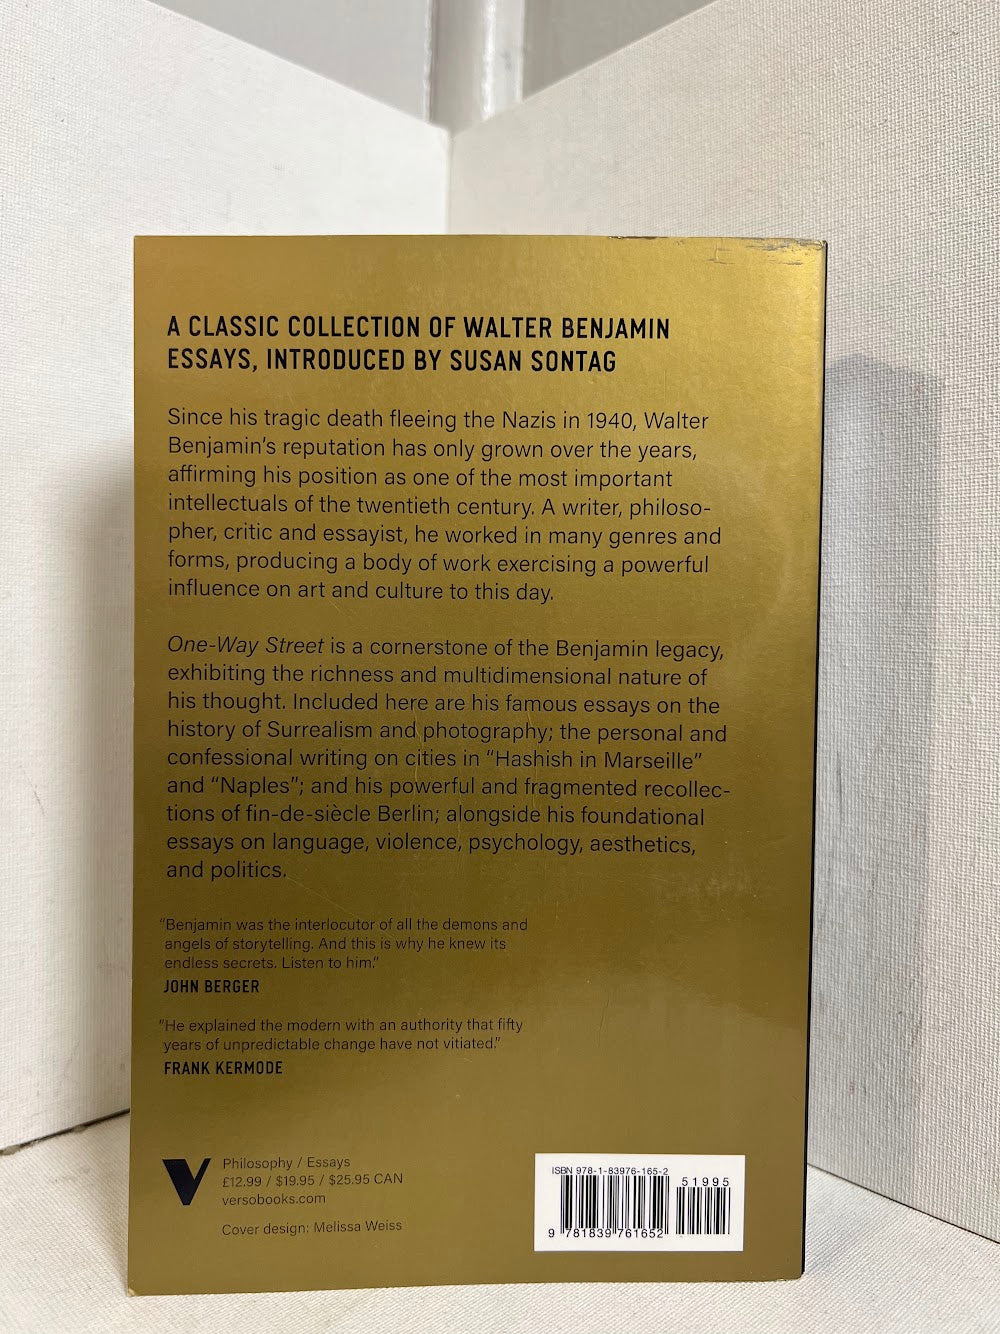 A CLASSIC COLLECTION OF WALTER BENJAMIN
ESSAYS, INTRODUCED BY SUSAN SONTAG
Since his tragic death fleeing the Nazis in 1940, Walter
Benjamin’s reputation has only grown over the years,
affirming his position as one of the most important
intellectuals of the twentieth century. A writer, philoso-
pher, critic and essayist, he worked in many genres and
forms, producing a body of work exercising a powerful
influence on art and culture to this day.
One-Way Street is a cornerstone of the Benjamin legacy,
exhibiting the richness and multidimensional nature of
his thought. Included here are his famous essays on the
history of Surrealism and photography; the personal and
confessional writing on cities in “Hashish in Marseille”
and “Naples”; and his powerful and fragmented recollec-
tions of fin-de-siècle Berlin; alongside his foundational
essays on language, violence, psychology, aesthetics,
and politics.
“Benjamin was the interlocutor of all the demons and
angels of storytelling. And this is why he knew its
endless secrets. Listen to him.”
JOHN BERGER
“He explained the modern with an authority that fifty
years of unpredictable change have not vitiated.”
FRANK KERMODE
V
Philosophy / Essays
£12.99 / $19.95 / $25.95 CAN
versobooks.com
Cover design: Melissa Weiss
ISBN 978-1-83976-165-2
51995
9 781839 761652